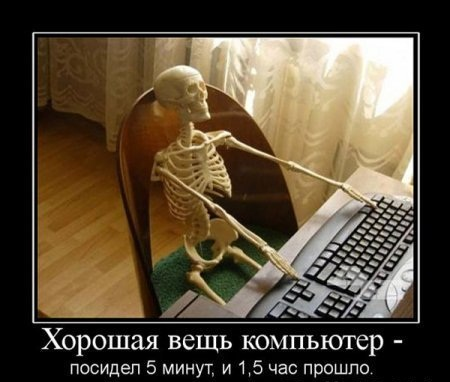 Хорошая вещь компьютер -
посидел 5 минут, и 1,5 час прошло.